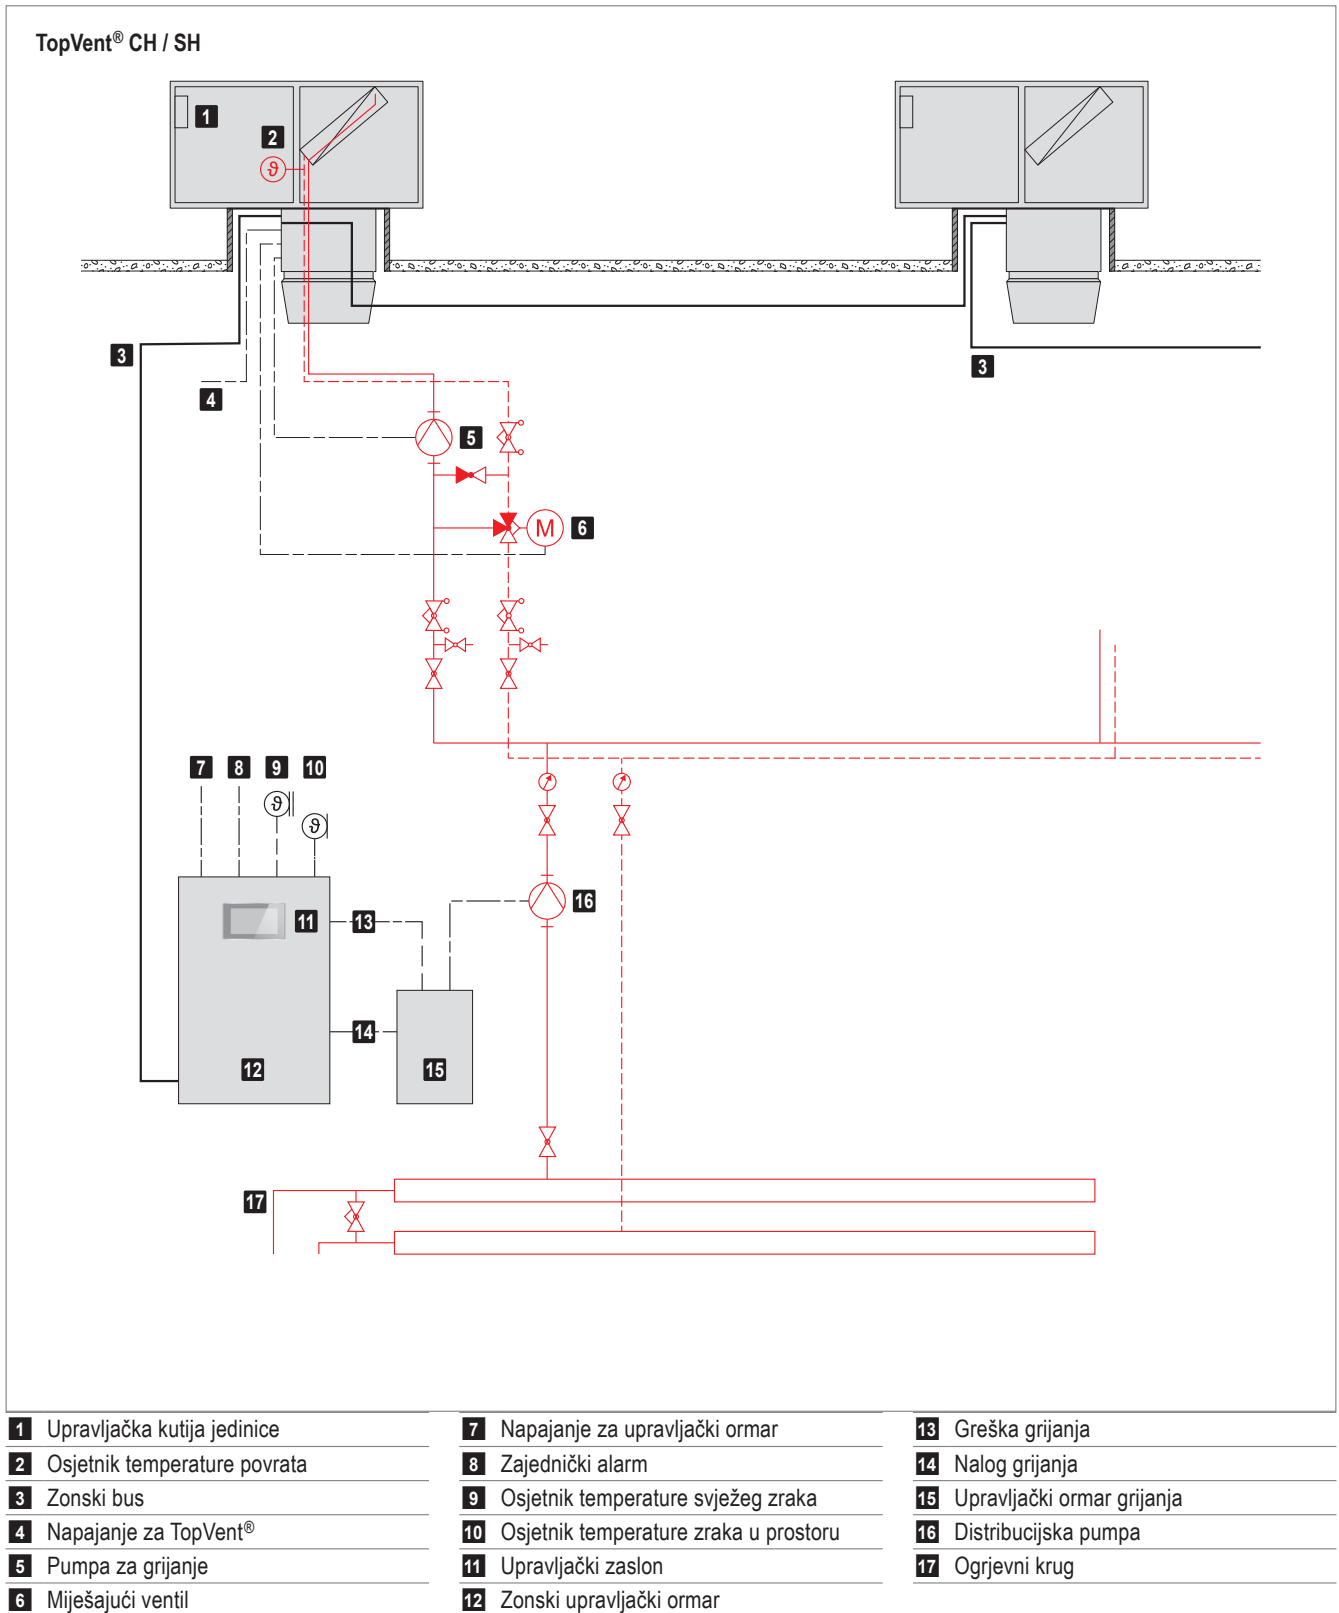 TopVent® CH / SH
1
2
ϑ
3
3
4
5
M
6
7
8
9
10
ϑ
ϑ
11
13
16
14
12
15
17
1 Upravljačka kutija jedinice
2 Osjetnik temperature povrata
3 Zonski bus
4 Napajanje za TopVent®
5 Pumpa za grijanje
6 Miješajući ventil
7 Napajanje za upravljački ormar
8 Zajednički alarm
9 Osjetnik temperature svježeg zraka
10 Osjetnik temperature zraka u prostoru
11 Upravljački zaslon
12 Zonski upravljački ormar
13 Greška grijanja
14 Nalog grijanja
15 Upravljački ormar grijanja
16 Distribucijska pumpa
17 Ogrjevni krug